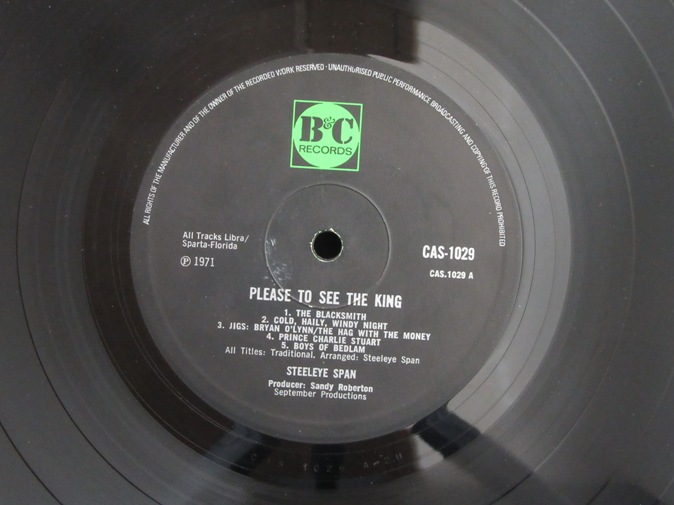 ALL RIGHTS OF THE MANUFACTURER AND OF THE OWNER OF THE RECORDED WORK RESERVED · UNAUTHORISED PUBLIC PERFORMANCE BROADCASTING AND COPYING OF THIS RECORD PROHIBITED
B&C
RECORDS
All Tracks Libra/
Sparta-Florida
℗ 1971
CAS-1029
CAS.1029 A
PLEASE TO SEE THE KING
1. THE BLACKSMITH
2. COLD, HAILY, WINDY NIGHT
3. JIGS: BRYAN O'LYNN/THE HAG WITH THE MONEY
4. PRINCE CHARLIE STUART
5. BOYS OF BEDLAM
All Titles: Traditional. Arranged: Steeleye Span
STEELEYE SPAN
Producer: Sandy Roberton
September Productions